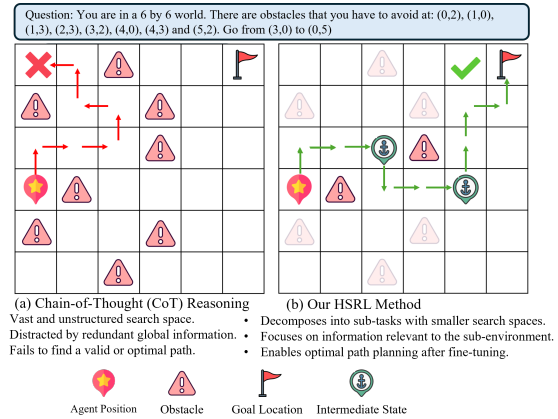 Question: You are in a 6 by 6 world. There are obstacles that you have to avoid at: (0,2), (1,0),
(1,3), (2,3), (3,2), (4,0), (4,3) and (5,2). Go from (3,0) to (0,5)
(a) Chain-of-Thought (CoT) Reasoning
Vast and unstructured search space.
Distracted by redundant global information.
Fails to find a valid or optimal path.
(b) Our HSRL Method
• Decomposes into sub-tasks with smaller search spaces.
• Focuses on information relevant to the sub-environment.
• Enables optimal path planning after fine-tuning.
Agent Position
Obstacle
Goal Location
Intermediate State